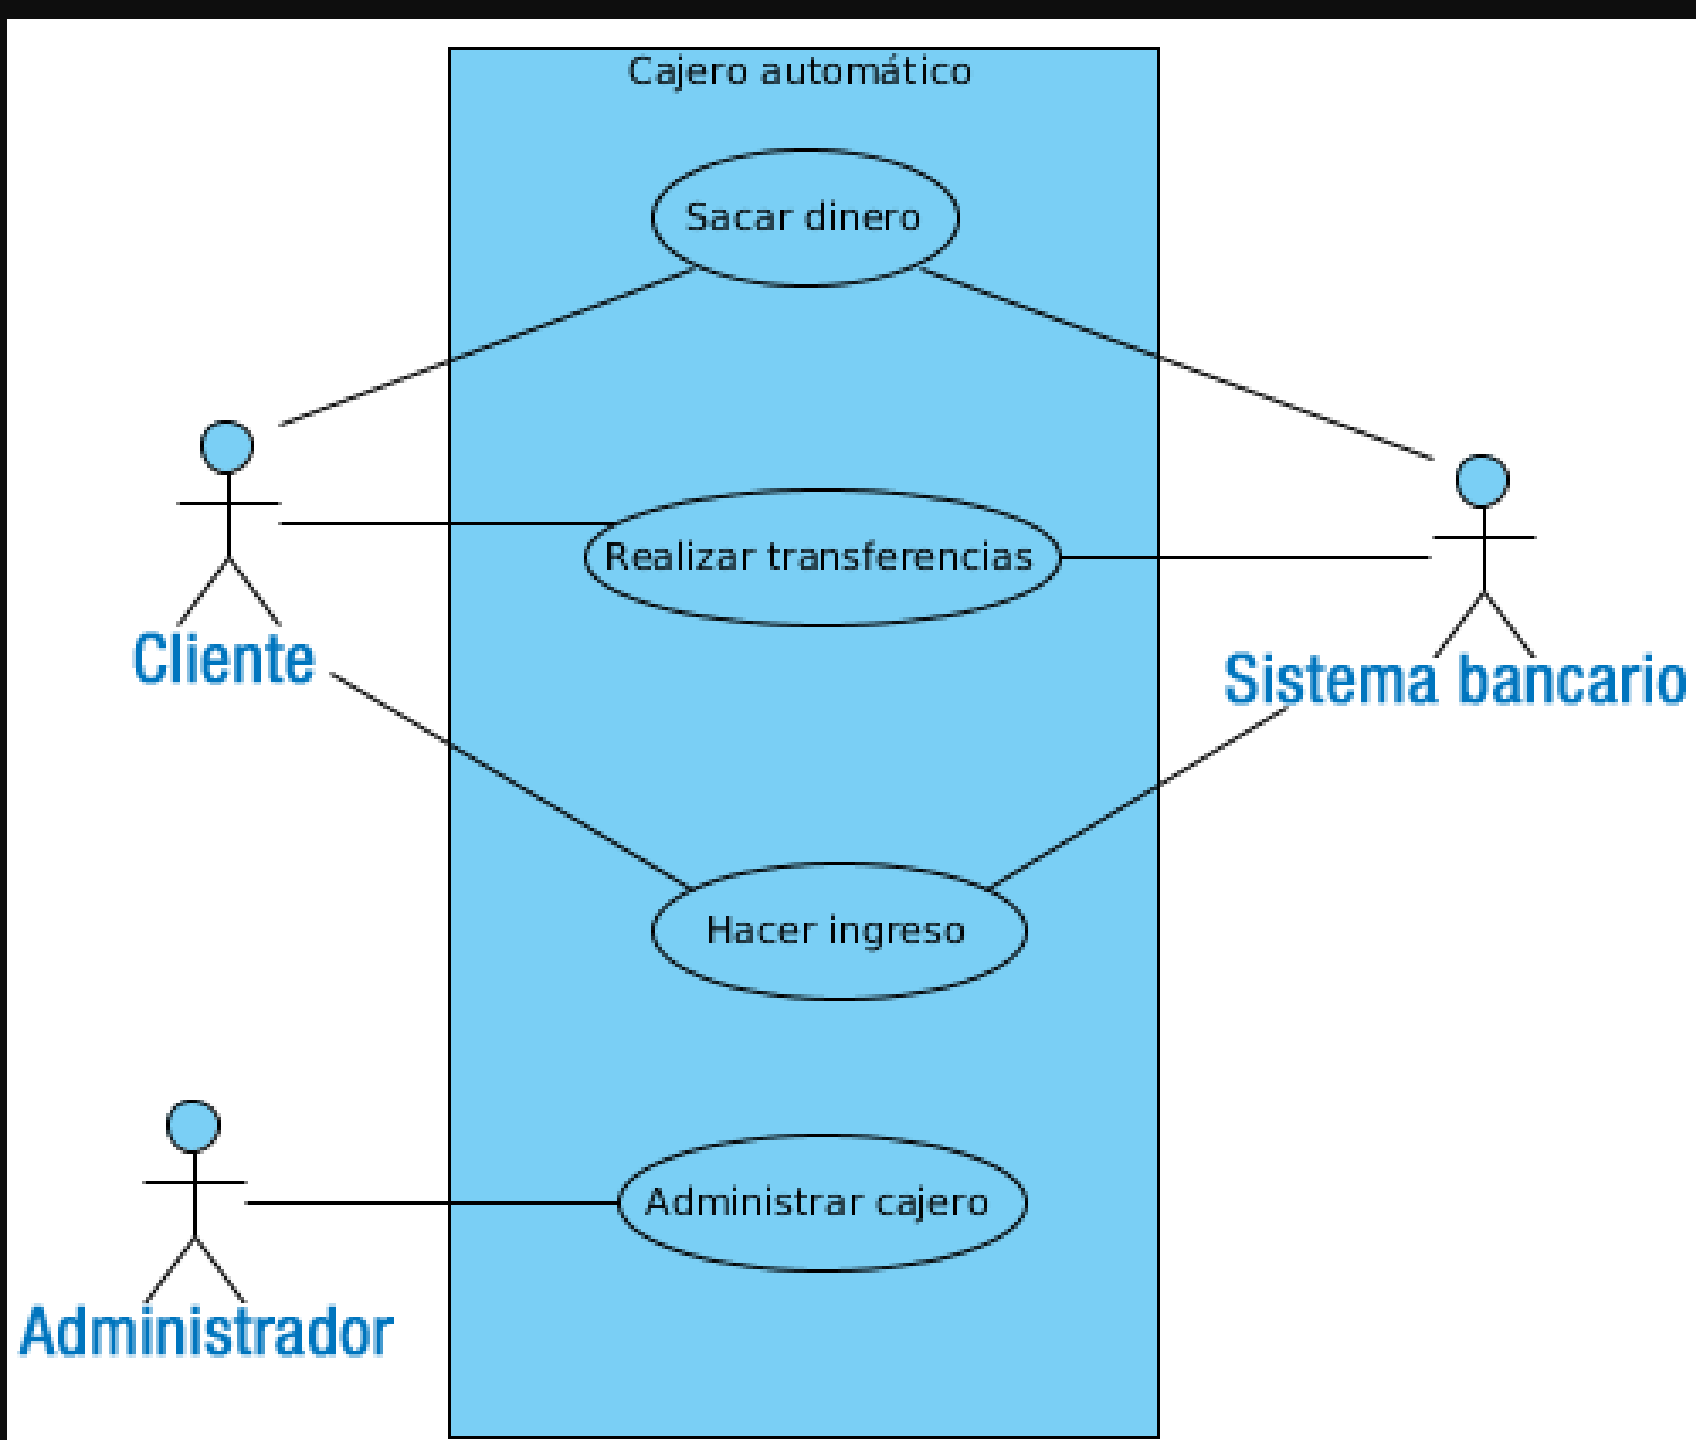 Cajero automático
Sacar dinero
Realizar transferencias
Cliente
Sistema bancario
Hacer ingreso
Administrar cajero
Administrador